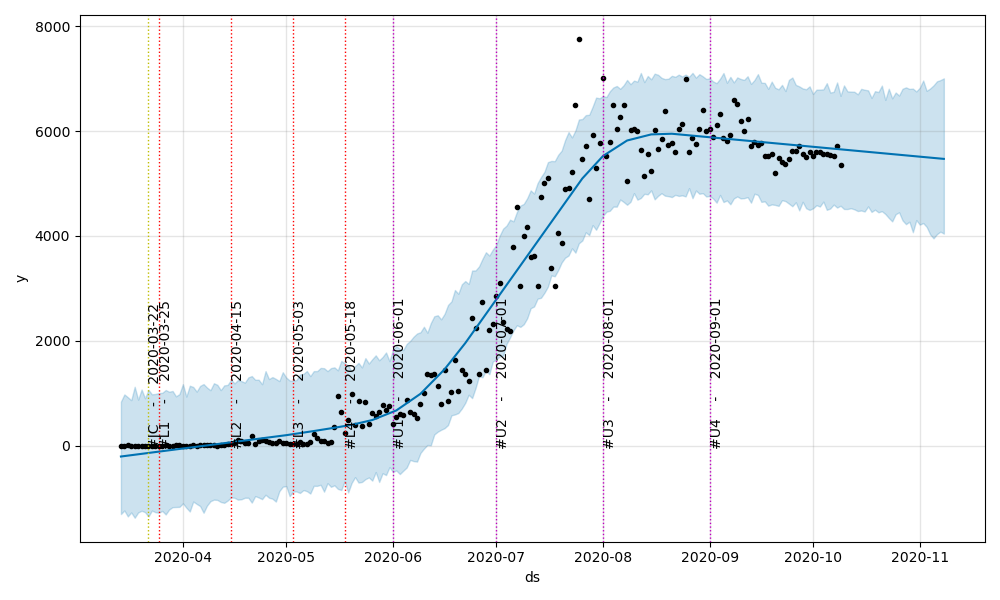 8000
6000
4000
2000
0
y
#JC - 2020-03-22
#L1 - 2020-03-25
#L2 - 2020-04-15
#L3 - 2020-05-03
#L4 - 2020-05-18
#U1 - 2020-06-01
#U2 - 2020-07-01
#U3 - 2020-08-01
#U4 - 2020-09-01
2020-04
2020-05
2020-06
2020-07
2020-08
2020-09
2020-10
2020-11
ds